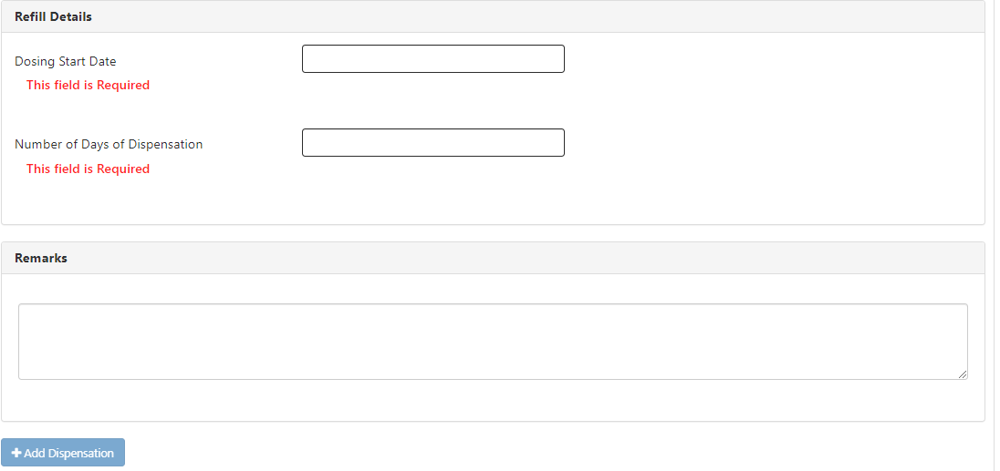 Refill Details
Dosing Start Date
This field is Required
Number of Days of Dispensation
This field is Required
Remarks
+ Add Dispensation